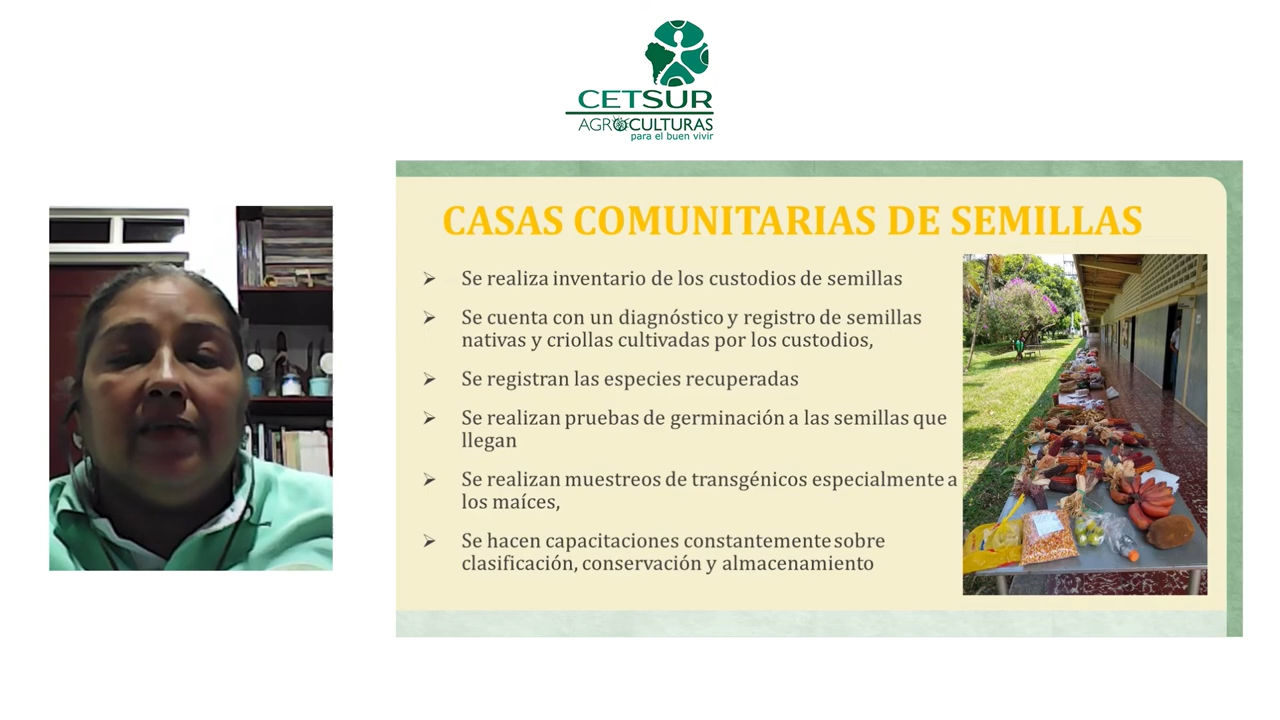 CETSUR
AGROCULTURAS
para el buen vivir
CASAS COMUNITARIAS DE SEMILLAS
Se realiza inventario de los custodios de semillas
Se cuenta con un diagnóstico y registro de semillas
nativas y criollas cultivadas por los custodios,
Se registran las especies recuperadas
Se realizan pruebas de germinación a las semillas que
llegan
Se realizan muestreos de transgénicos especialmente a
los maíces,
Se hacen capacitaciones constantemente sobre
clasificación, conservación y almacenamiento